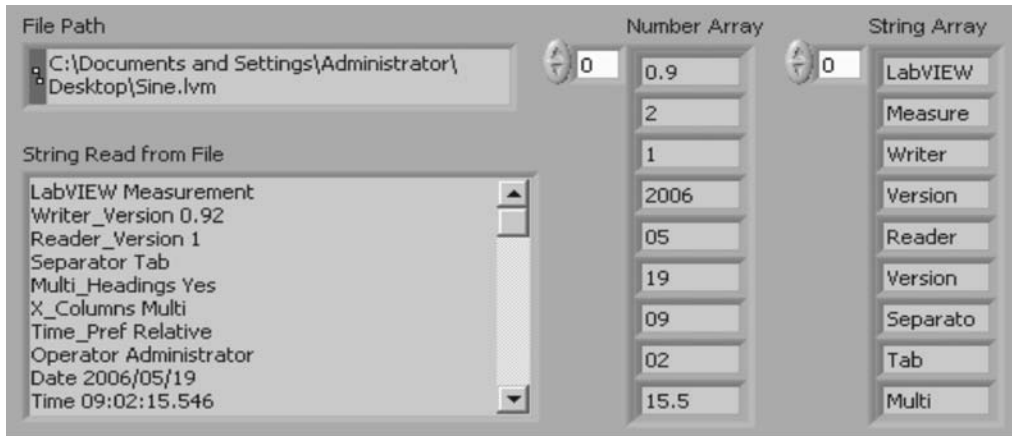 File Path
C:\Documents and Settings\Administrator\
Desktop\Sine.lvm
String Read from File
LabVIEW Measurement
Writer_Version 0.92
Reader_Version 1
Separator Tab
Multi_Headings Yes
X_Columns Multi
Time_Pref Relative
Operator Administrator
Date 2006/05/19
Time 09:02:15.546
Number Array
0
0.9
2
1
2006
05
19
09
02
15.5
String Array
0
LabVIEW
Measure
Writer
Version
Reader
Version
Separato
Tab
Multi